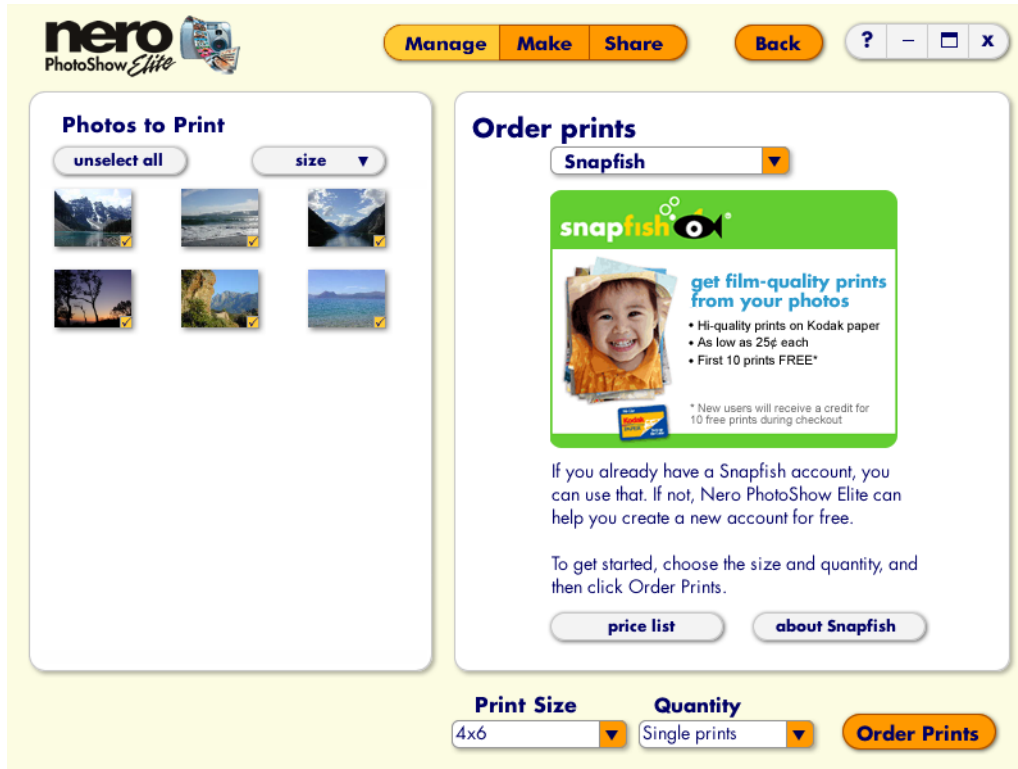 nero
PhotoShow Elite
Manage Make Share
Back
? – x
Photos to Print
unselect all
size
Order prints
Snapfish
snapfish®
get film-quality prints
from your photos
• Hi-quality prints on Kodak paper
• As low as 25¢ each
• First 10 prints FREE*
* New users will receive a credit for
10 free prints during checkout
Kodak
If you already have a Snapfish account, you
can use that. If not, Nero PhotoShow Elite can
help you create a new account for free.
To get started, choose the size and quantity, and
then click Order Prints.
price list
about Snapfish
Print Size
Quantity
4x6
Single prints
Order Prints